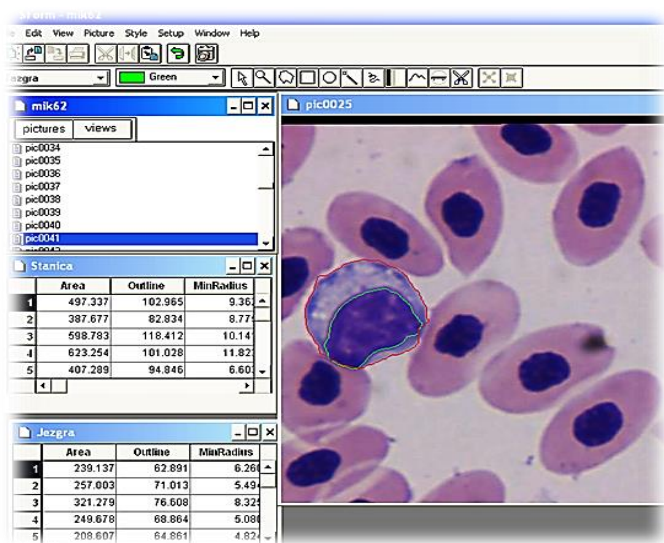 mik62
Edit View Picture Style Setup Window Help
Green
mik62
pictures views
pic0034
pic0035
pic0036
pic0037
pic0038
pic0039
pic0040
pic0041
Stanica
Area Outline MinRadius
1 497.337 102.965
2 387.677 82.834
3 598.783 118.412
4 623.254 101.028
5 407.289 94.846
Jezgra
Area Outline MinRadius
1 239.137 62.891
2 257.003 71.013
3 321.279 76.608
4 249.678 68.864
5 208.607 64.861
pic0025